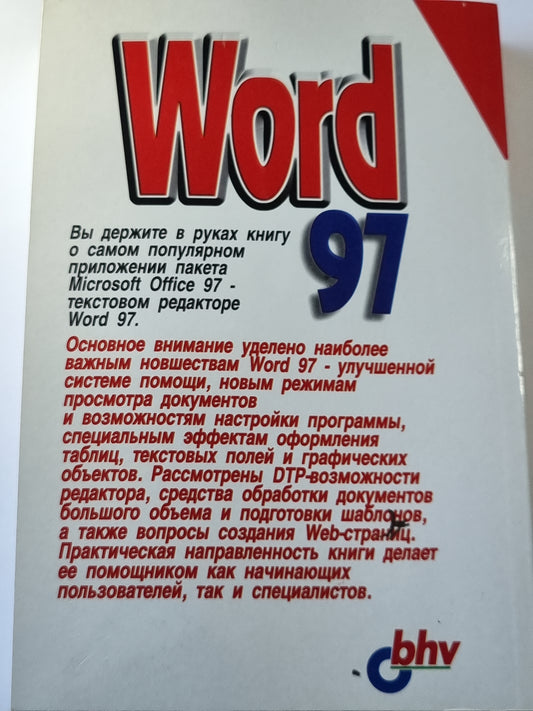 Word
97
Вы держите в руках книгу
о самом популярном
приложении пакета
Microsoft Office 97 -
текстовом редакторе
Word 97.
Основное внимание уделено наиболее
важным новшествам Word 97 - улучшенной
системе помощи, новым режимам
просмотра документов
и возможностям настройки программы,
специальным эффектам оформления
таблиц, текстовых полей и графических
объектов. Рассмотрены DTP-возможности
редактора, средства обработки документов
большого объема и подготовки шаблонов,
а также вопросы создания Web-страниц.
Практическая направленность книги делает
ее помощником как начинающих
пользователей, так и специалистов.
bhv